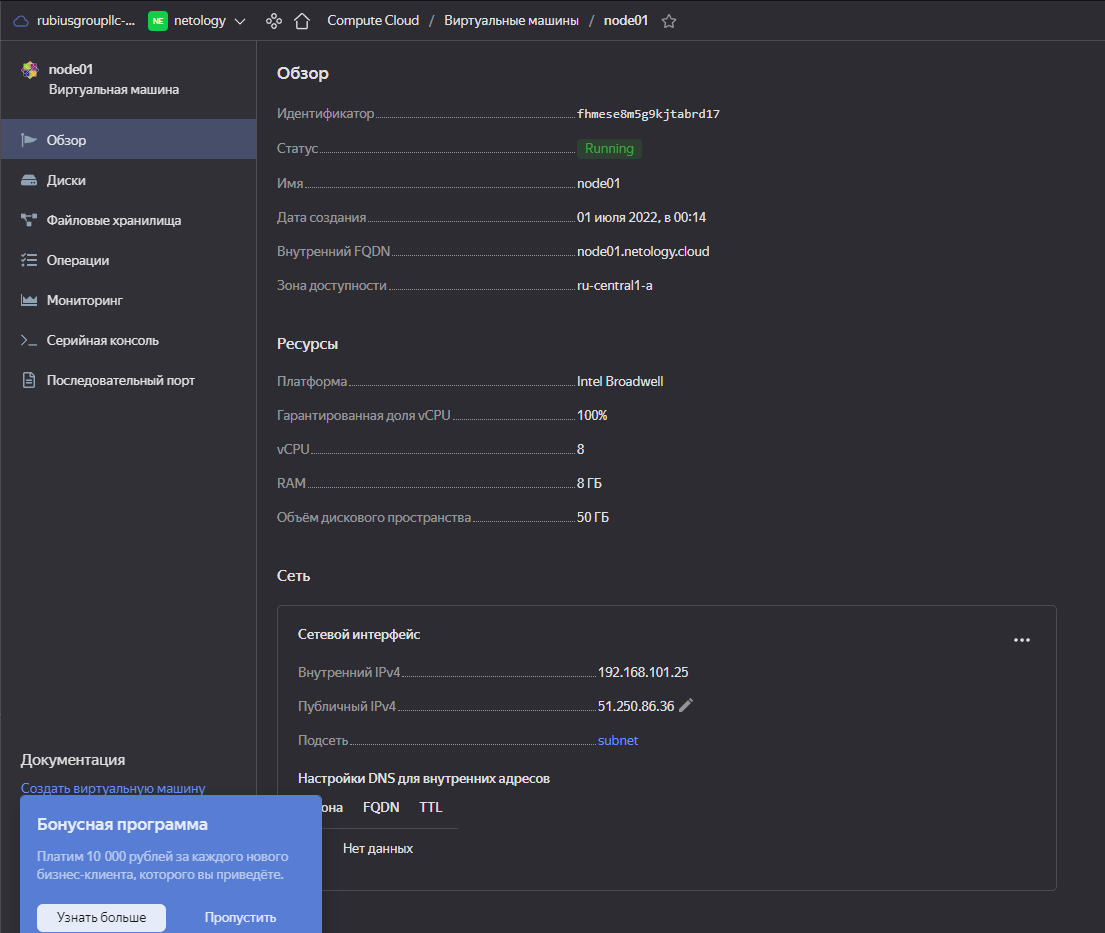 rubiusgroupllc-... NE netology Compute Cloud / Виртуальные машины / node01
node01
Виртуальная машина
Обзор
Диски
Файловые хранилища
Операции
Мониторинг
Серийная консоль
Последовательный порт
Документация
Создать виртуальную машину
Бонусная программа
Платим 10 000 рублей за каждого нового
бизнес-клиента, которого вы приведёте.
Узнать больше Пропустить
Обзор
Идентификатор fhmese8m5g9kjtabrd17
Статус Running
Имя node01
Дата создания 01 июля 2022, в 00:14
Внутренний FQDN node01.netology.cloud
Зона доступности ru-central1-a
Ресурсы
Платформа Intel Broadwell
Гарантированная доля vCPU 100%
vCPU 8
RAM 8 ГБ
Объём дискового пространства 50 ГБ
Сеть
Сетевой интерфейс
Внутренний IPv4 192.168.101.25
Публичный IPv4 51.250.86.36
Подсеть subnet
Настройки DNS для внутренних адресов
она FQDN TTL
Нет данных